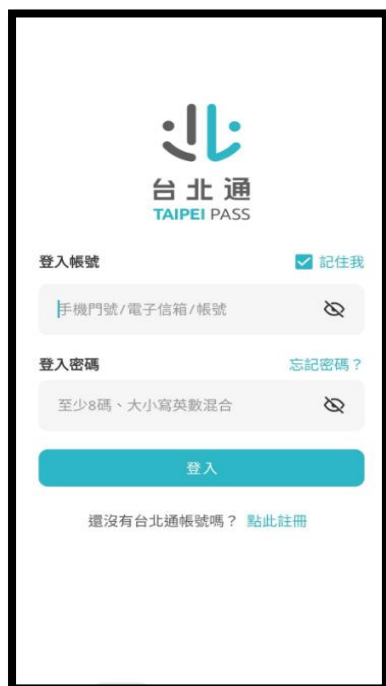 台北通
TAIPEI PASS
登入帳號 記住我
手機門號/電子信箱/帳號
登入密碼 忘記密碼？
至少8碼、大小寫英數混合
登入
還沒有台北通帳號嗎？ 點此註冊